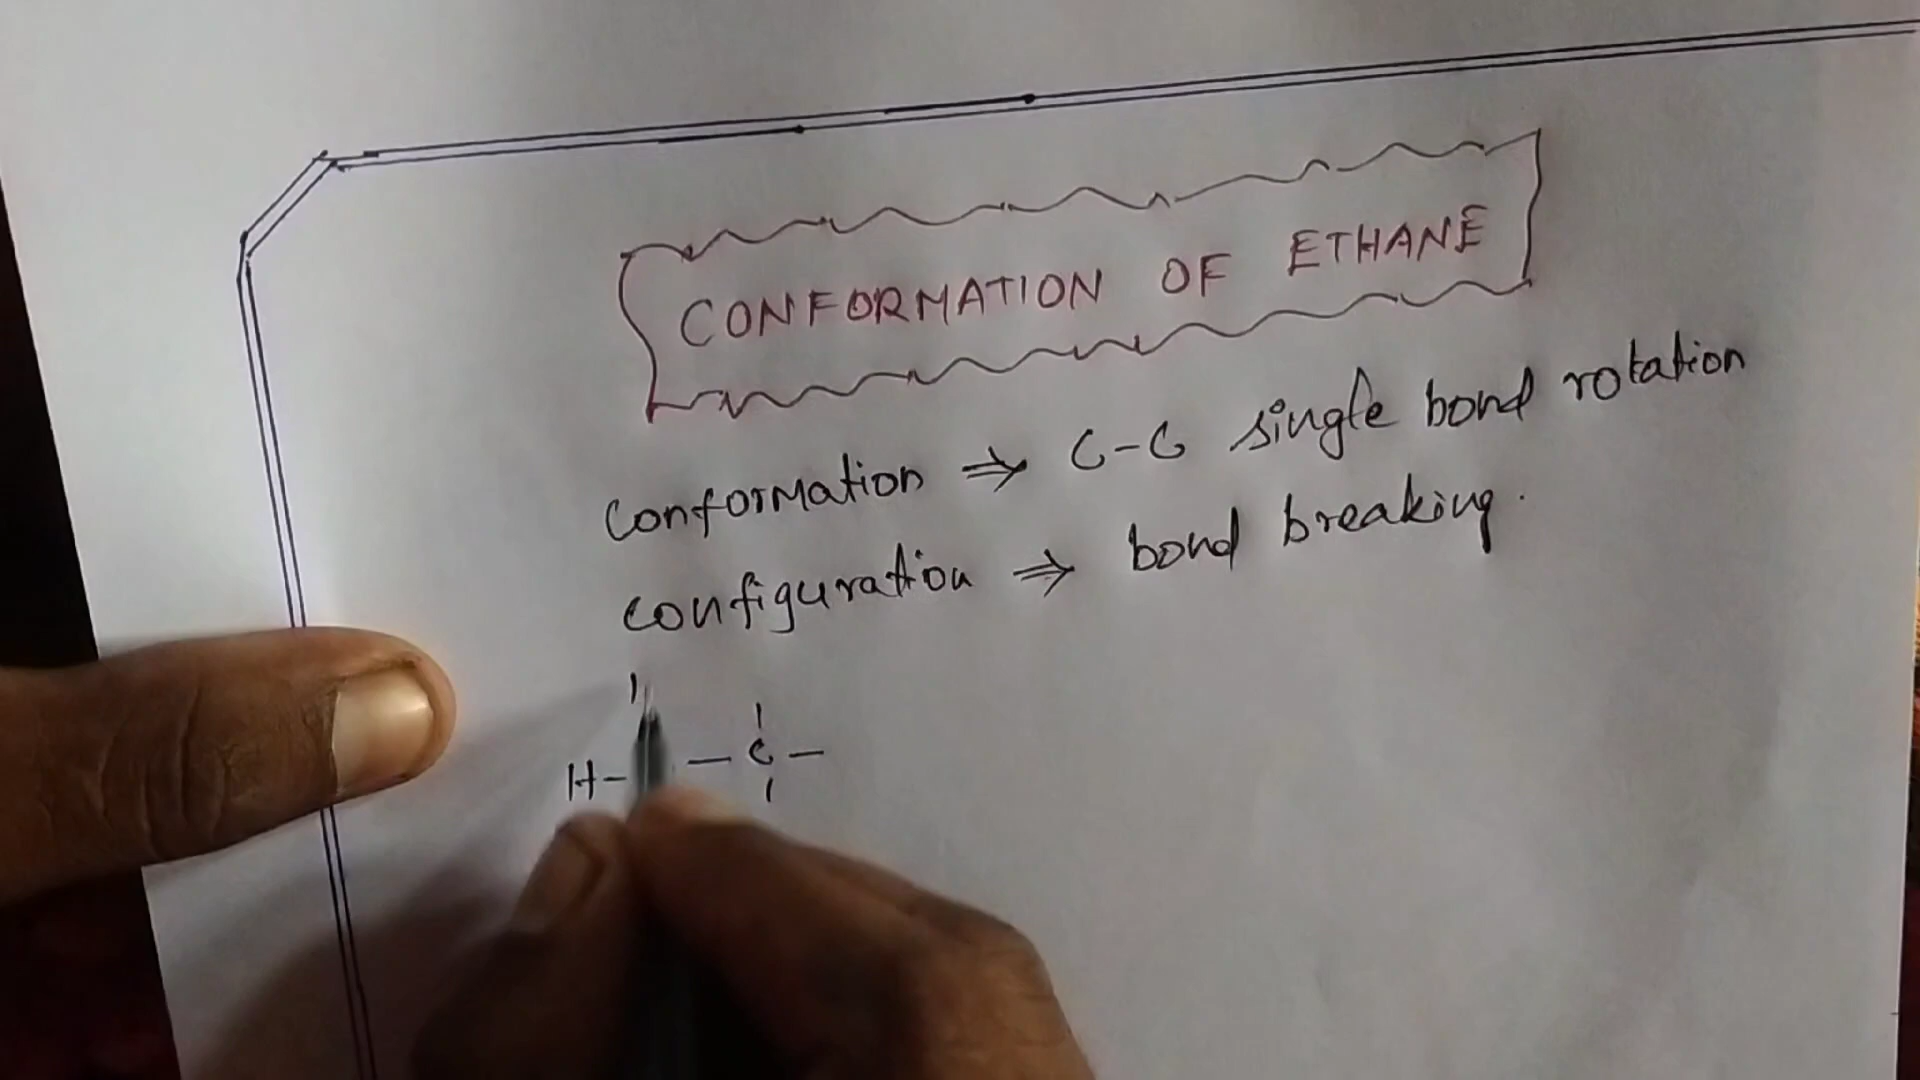 CONFORMATION OF ETHANE
Conformation ⇒ C-C single bond rotation
configuration ⇒ bond breaking.
H- - C -